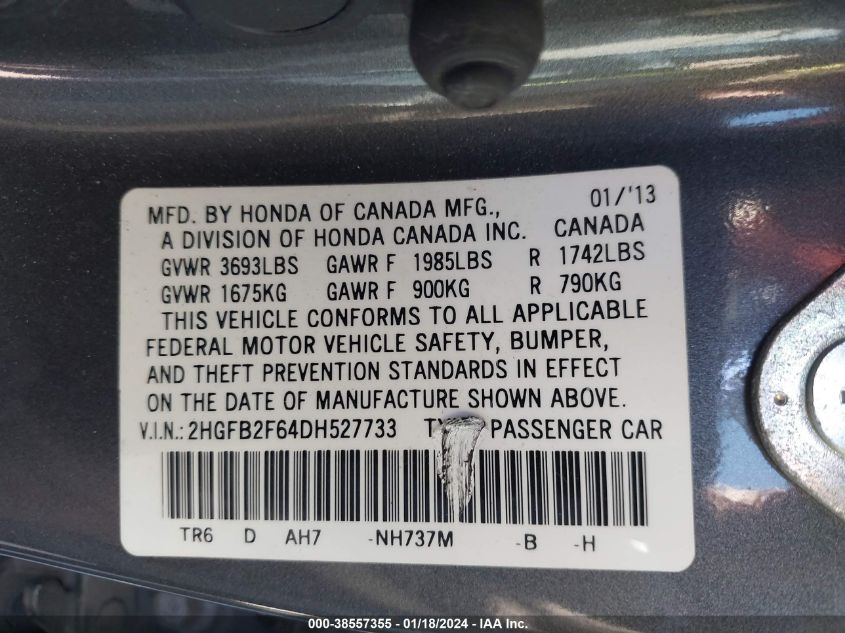 01/'13
MFD. BY HONDA OF CANADA MFG.,
A DIVISION OF HONDA CANADA INC. CANADA
GVWR 3693LBS GAWR F 1985LBS R 1742LBS
GVWR 1675KG GAWR F 900KG R 790KG
THIS VEHICLE CONFORMS TO ALL APPLICABLE
FEDERAL MOTOR VEHICLE SAFETY, BUMPER,
AND THEFT PREVENTION STANDARDS IN EFFECT
ON THE DATE OF MANUFACTURE SHOWN ABOVE.
V.I.N.: 2HGFB2F64DH527733 PASSENGER CAR
TR6 D AH7 -NH737M -B -H
000-38557355 - 01/18/2024 - IAA Inc.